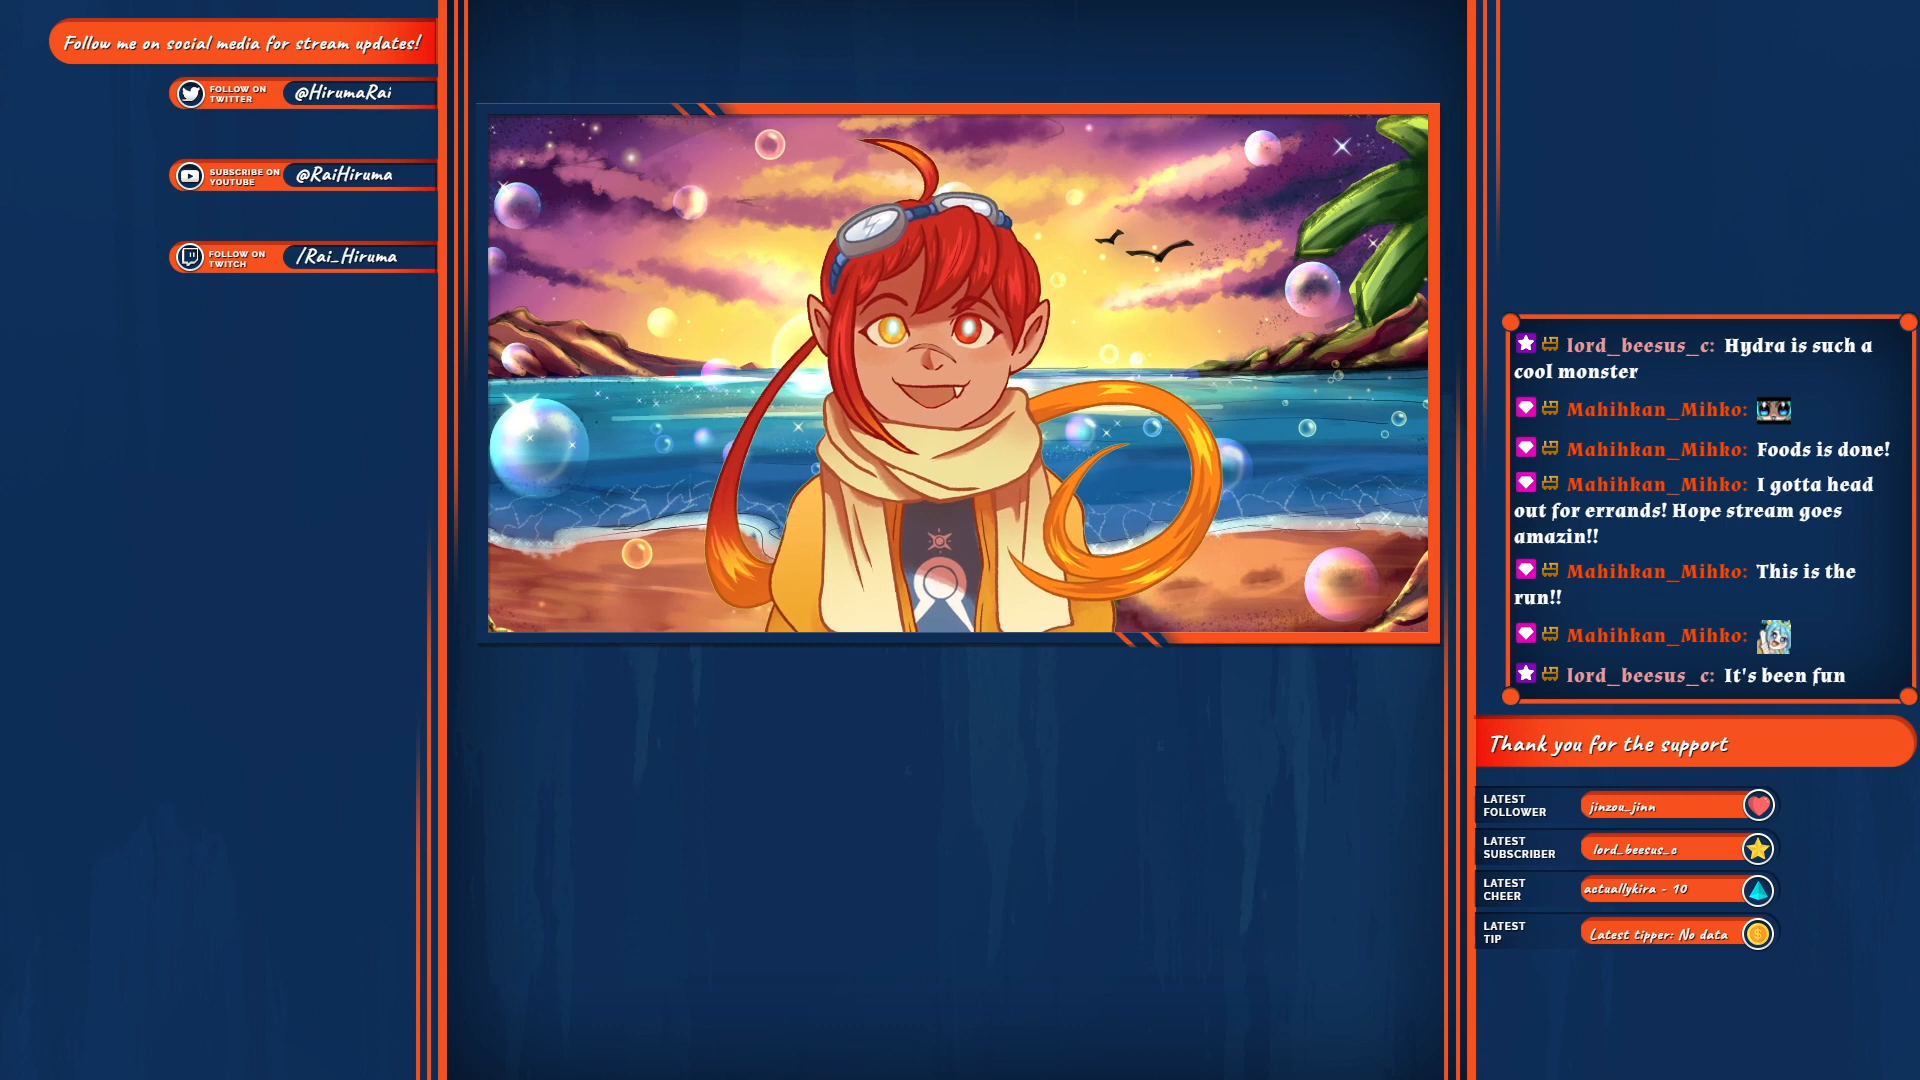 Follow me on social media for stream updates!
FOLLOW ON
TWITTER
@HirumaRai
SUBSCRIBE ON
YOUTUBE
@RaiHiruma
FOLLOW ON
TWITCH
/Rai_Hiruma
lord_beesus_c: Hydra is such a
cool monster
Mahihkan_Mihko:
Mahihkan_Mihko: Foods is done!
Mahihkan_Mihko: I gotta head
out for errands! Hope stream goes
amazin!!
Mahihkan_Mihko: This is the
run!!
Mahihkan_Mihko:
lord_beesus_c: It's been fun
Thank you for the support
LATEST
FOLLOWER
jinzou_jinn
LATEST
SUBSCRIBER
lord_beesus_c
LATEST
CHEER
actuallykira - 10
LATEST
TIP
Latest tipper: No data